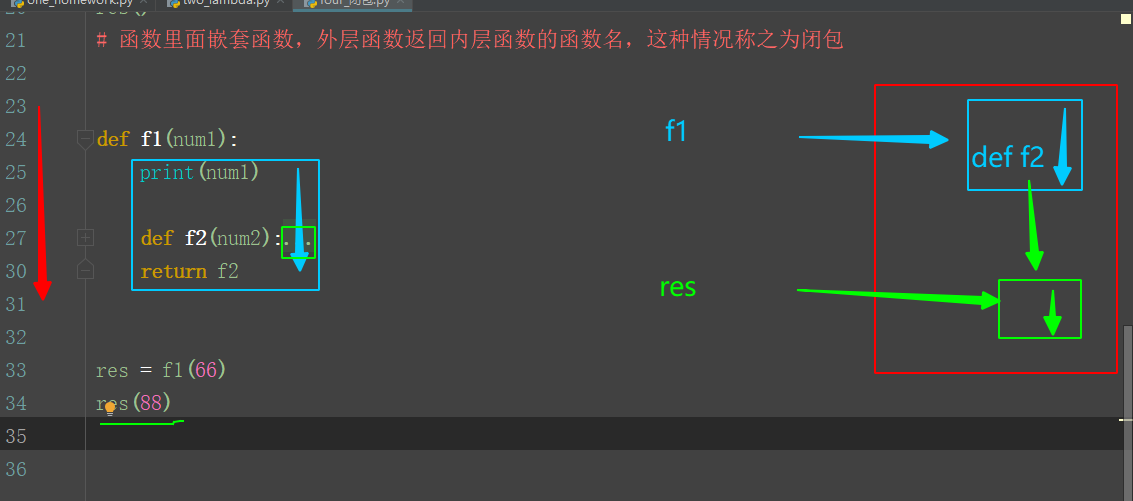 one_homework.py two_lambda.py four_闭包.py
21 # 函数里面嵌套函数，外层函数返回内层函数的函数名，这种情况称之为闭包
22
23
24 def f1(num1):
25 print(num1)
26
27 def f2(num2):...
30 return f2
31
32
33 res = f1(66)
34 res(88)
35
36
f1
def f2
res